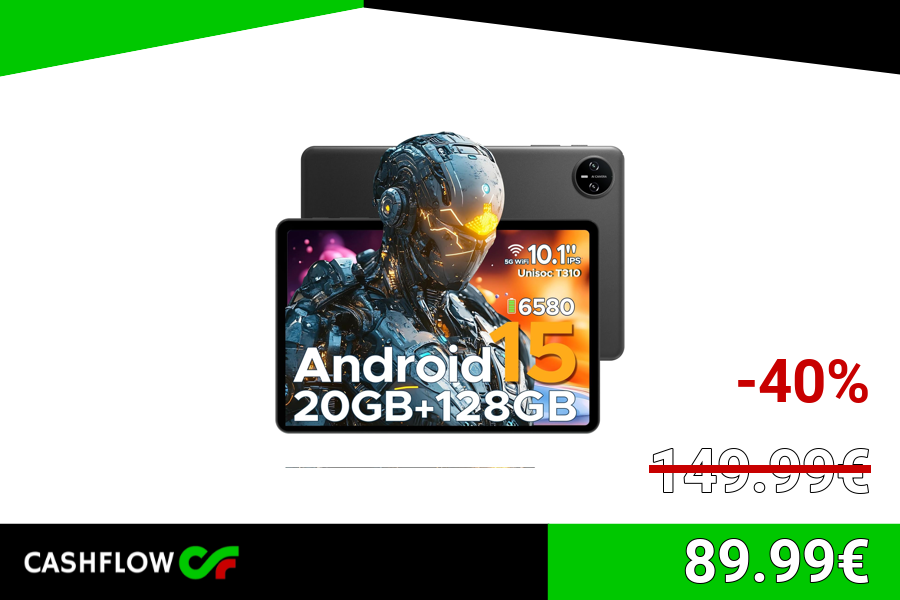 10.1"
5G WiFi
IPS
Unisoc T310
6580
Android 15
20GB+128GB
-40%
149.99€
CASHFLOW
89.99€